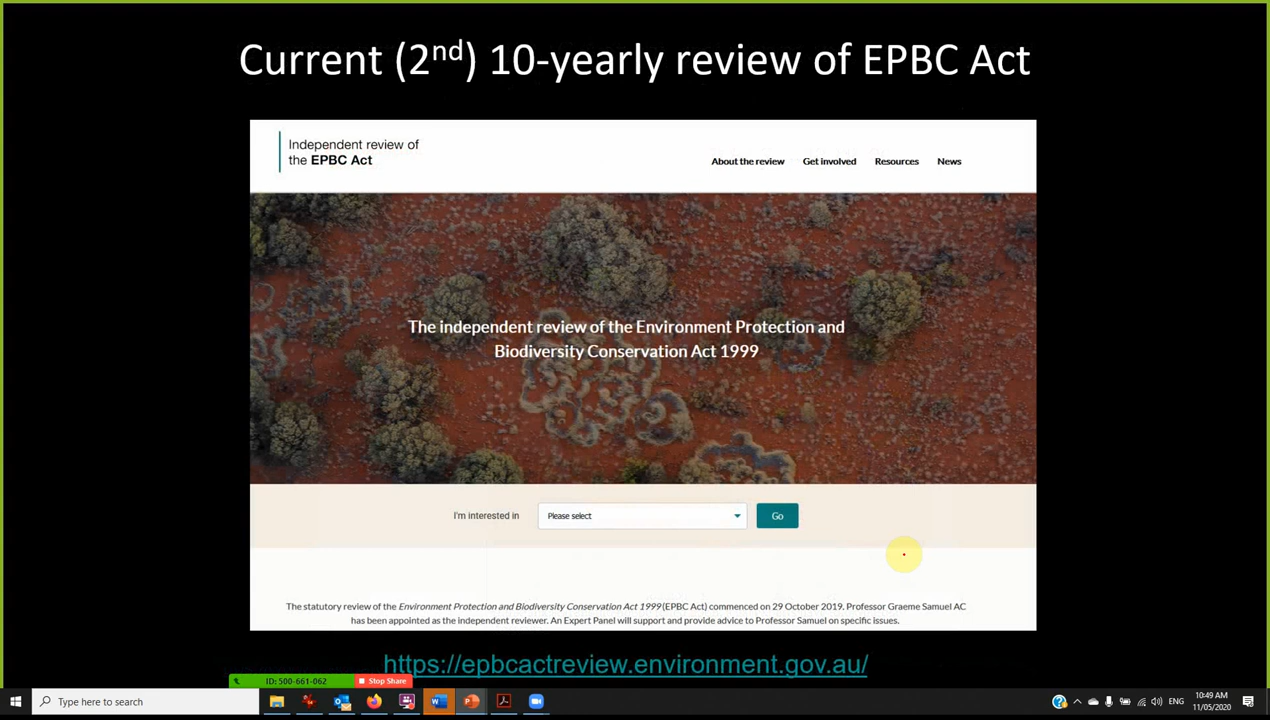 Current (2nd) 10-yearly review of EPBC Act
Independent review of
the EPBC Act
About the review Get involved Resources News
The independent review of the Environment Protection and
Biodiversity Conservation Act 1999
I'm interested in Please select Go
The statutory review of the Environment Protection and Biodiversity Conservation Act 1999 (EPBC Act) commenced on 29 October 2019. Professor Graeme Samuel AC
has been appointed as the independent reviewer. An Expert Panel will support and provide advice to Professor Samuel on specific issues.
https://epbcactreview.environment.gov.au/
ID: 500-661-062 Stop Share
Type here to search
ENG
10:49 AM
11/05/2020